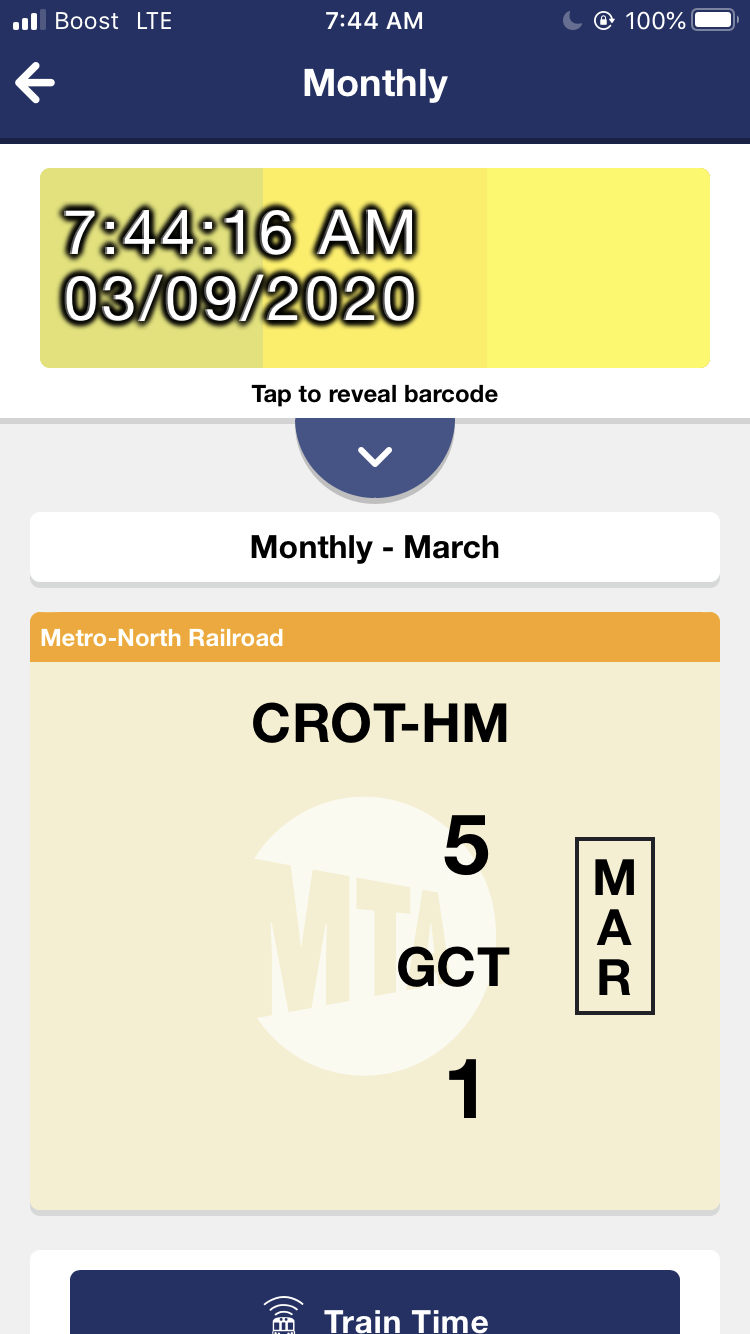 Boost LTE 7:44 AM 100%
Monthly
7:44:16 AM
03/09/2020
Tap to reveal barcode
Monthly - March
Metro-North Railroad
CROT-HM
5
MTA
GCT
1
M
A
R
Train Time